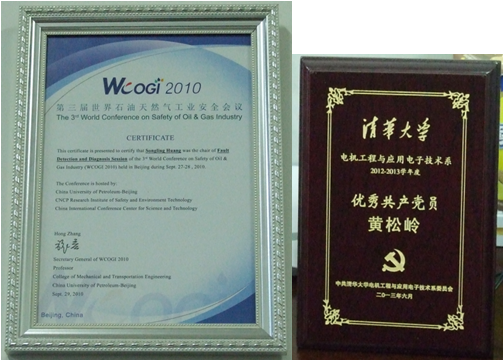 WCOGI 2010
第三届世界石油天然气工业安全会议
The 3rd World Conference on Safety of Oil & Gas Industry
CERTIFICATE
This certificate is presented to certify that Songling Huang was the chair of Fault
Detection and Diagnosis Session of the 3rd World Conference on Safety of Oil &
Gas Industry (WCOGI 2010) held in Beijing during Sept. 27-28 , 2010.
The Conference is hosted by:
China University of Petroleum-Beijing
CNCP Research Institute of Safety and Environment Technology
China International Conference Center for Science and Technology
Hong Zhang
Secretary General of WCOGI 2010
Professor
College of Mechanical and Transportation Engineering
China University of Petroleum-Beijing
Sept. 29, 2010
Beijing, China
清华大学
电机工程与应用电子技术系
2012-2013学年度
优秀共产党员
黄松岭
中共清华大学电机工程与应用电子技术系委员会
二〇一三年六月